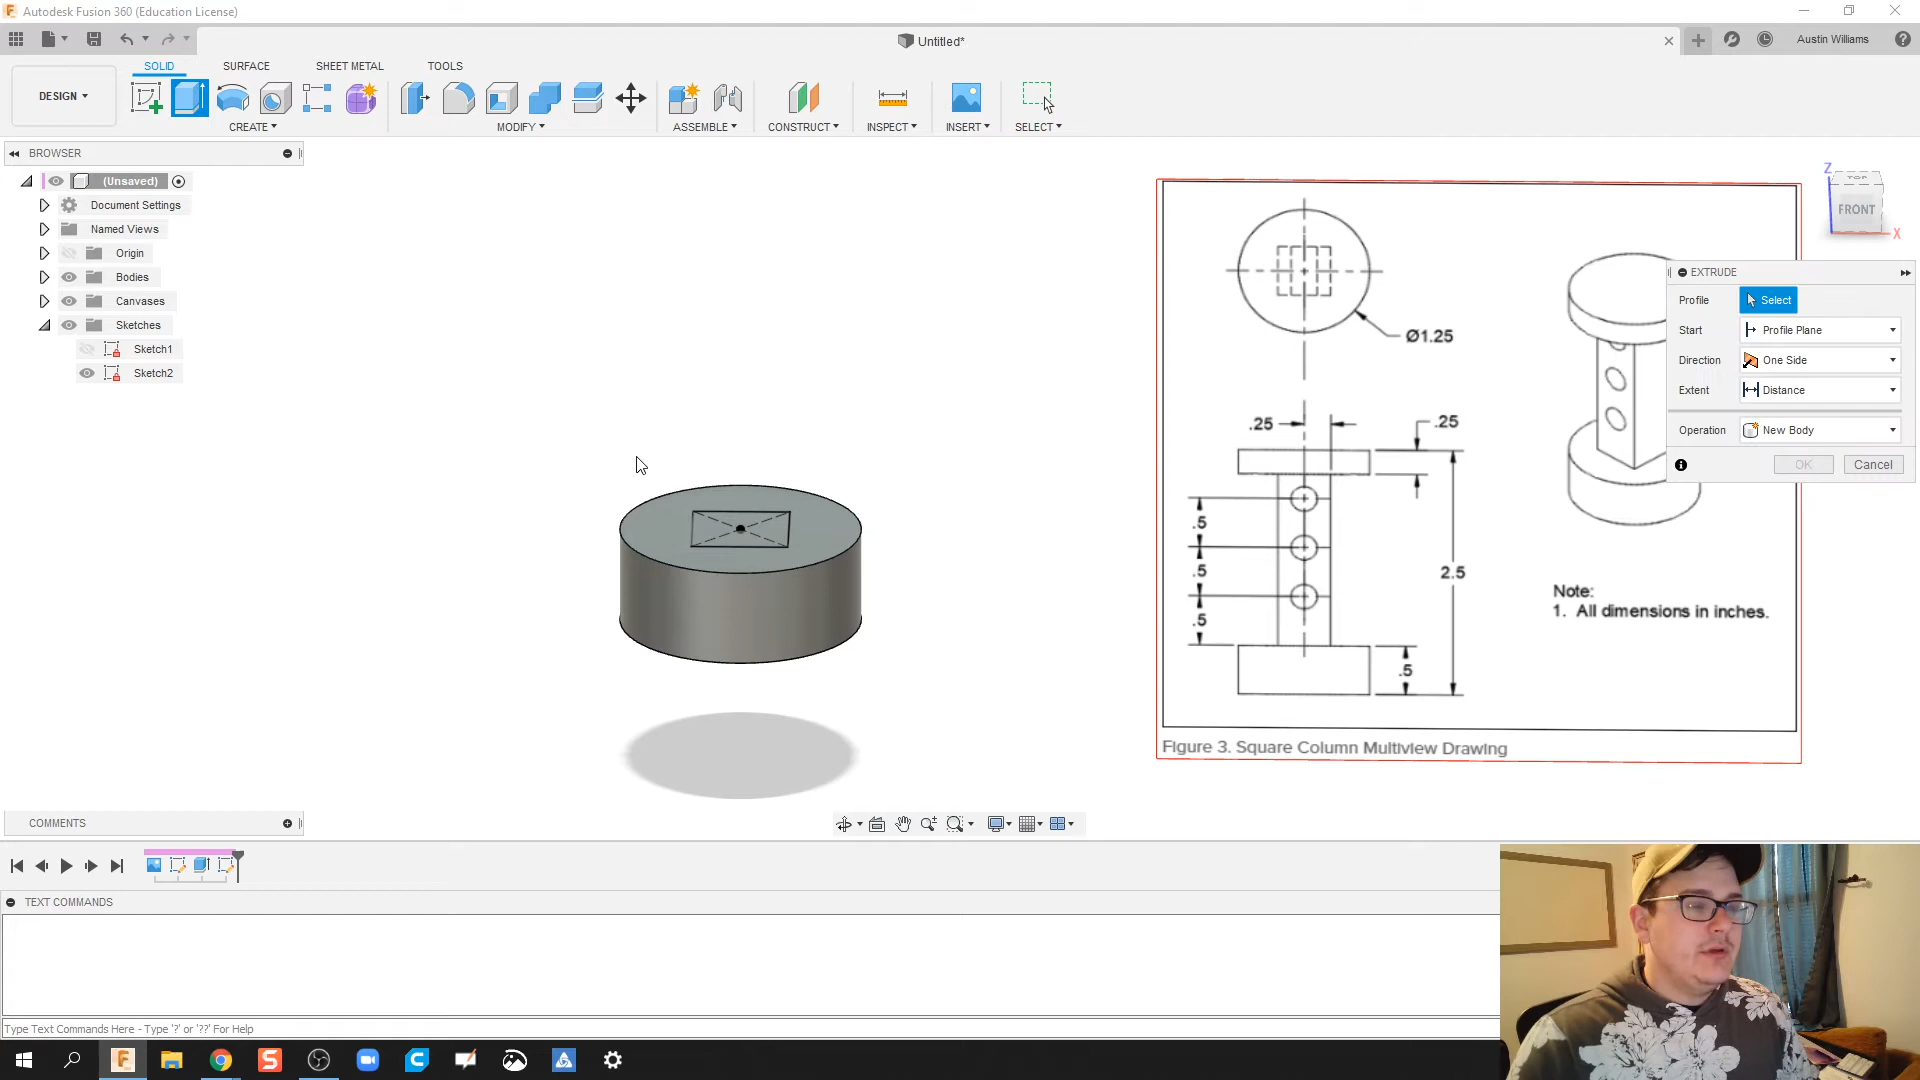 Autodesk Fusion 360 (Education License)
Untitled*
Austin Williams
DESIGN
SOLID SURFACE SHEET METAL TOOLS
CREATE MODIFY ASSEMBLE CONSTRUCT INSPECT INSERT SELECT
BROWSER
(Unsaved)
Document Settings
Named Views
Origin
Bodies
Canvases
Sketches
Sketch1
Sketch2
Z
TOP
FRONT
X
EXTRUDE
Profile Select
Start Profile Plane
Direction One Side
Extent Distance
Operation New Body
OK Cancel
Ø1.25
.25 .25
.5
.5
.5
2.5
.5
Note:
1. All dimensions in inches.
Figure 3. Square Column Multiview Drawing
COMMENTS
TEXT COMMANDS
Type Text Commands Here - Type '?' or '??' For Help